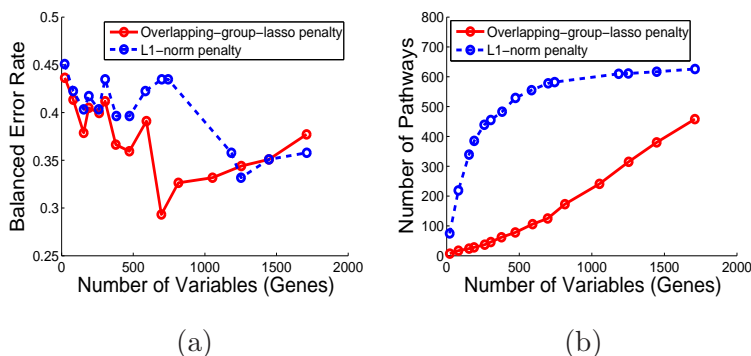 0.5
0.45
0.4
0.35
0.3
0.25
Balanced Error Rate
Overlapping−group−lasso penalty
L1−norm penalty
0
500
1000
1500
2000
Number of Variables (Genes)
(a)
800
700
600
500
400
300
200
100
0
Number of Pathways
Overlapping−group−lasso penalty
L1−norm penalty
0
500
1000
1500
2000
Number of Variables (Genes)
(b)